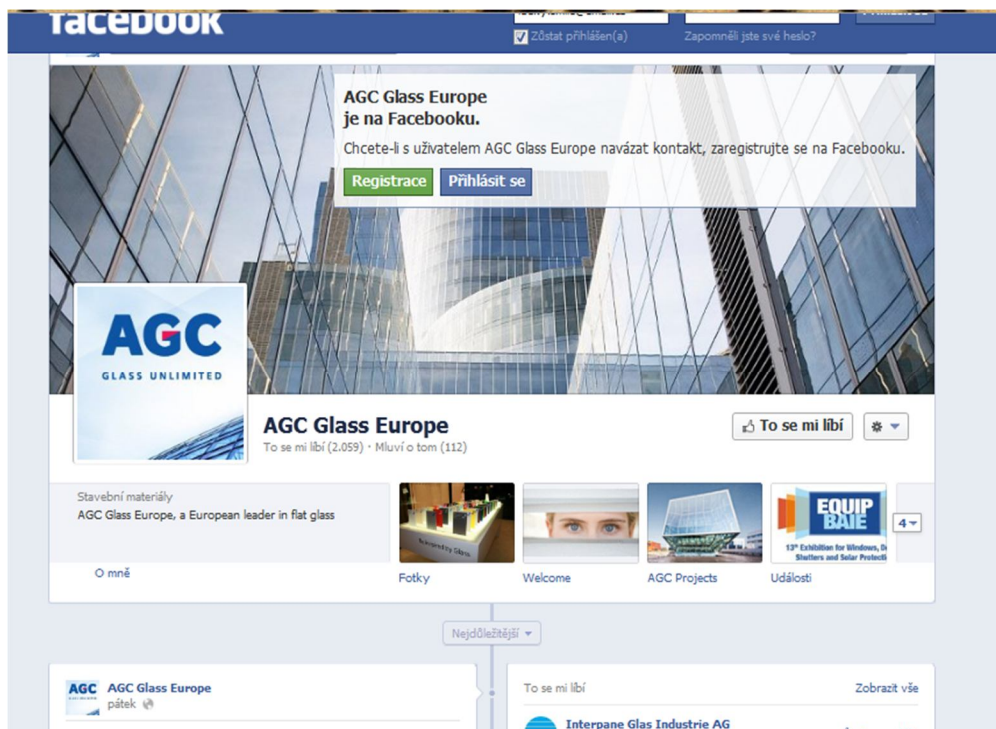 facebook
Zůstat přihlášen(a)
Zapomněli jste své heslo?
AGC Glass Europe
je na Facebooku.
Chcete-li s uživatelem AGC Glass Europe navázat kontakt, zaregistrujte se na Facebooku.
Registrace
Přihlásit se
AGC
GLASS UNLIMITED
AGC Glass Europe
To se mi líbí (2.059) · Mluví o tom (112)
To se mi líbí
Stavební materiály
AGC Glass Europe, a European leader in flat glass
O mně
Fotky
Welcome
AGC Projects
EQUIP
BAIE
13th Exhibition for Windows, D
Shutters and Solar Protecti
Události
4
Nejdůležitější
AGC
AGC Glass Europe
pátek
To se mi líbí
Zobrazit vše
Interpane Glas Industrie AG